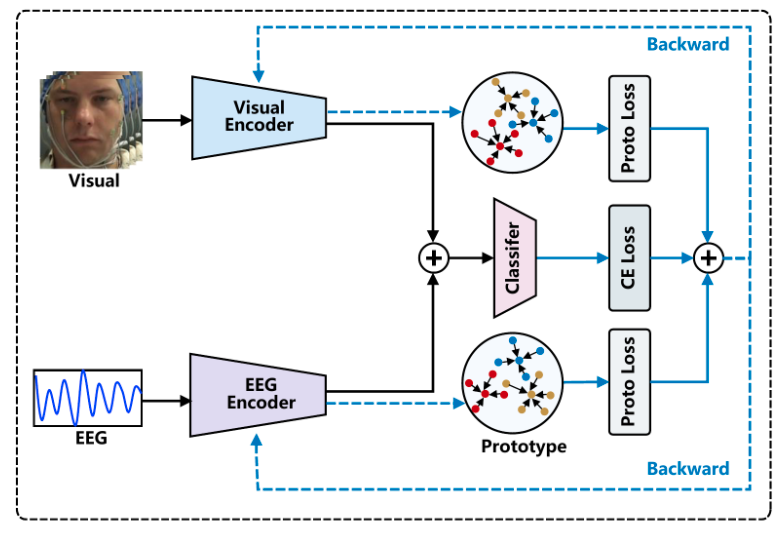 Backward
Visual
Encoder
Proto Loss
Visual
Classifer
CE Loss
EEG
Encoder
Proto Loss
EEG
Prototype
Backward